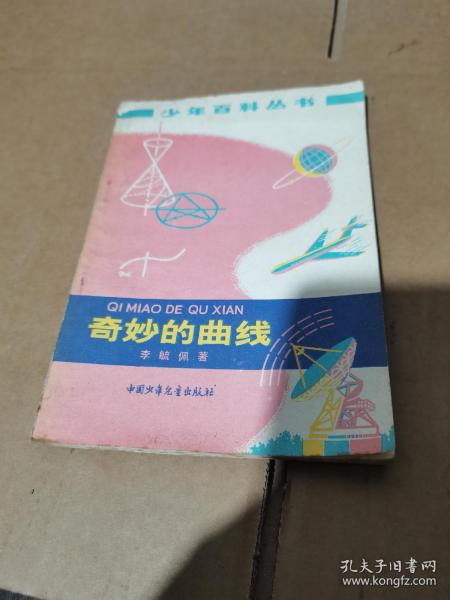 少年百科丛书
QI MIAO DE QU XIAN
奇妙的曲线
李毓佩著
中国少年儿童出版社
孔夫子旧书网
www.kongfz.com